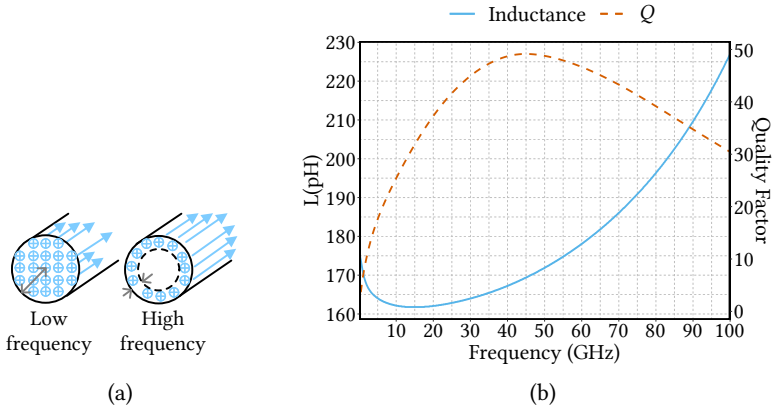 Inductance Q
230
220
210
200
190
180
170
160
L(pH)
50
40
30
20
10
0
Quality Factor
10 20 30 40 50 60 70 80 90 100
Frequency (GHz)
Low
frequency
High
frequency
(a)
(b)